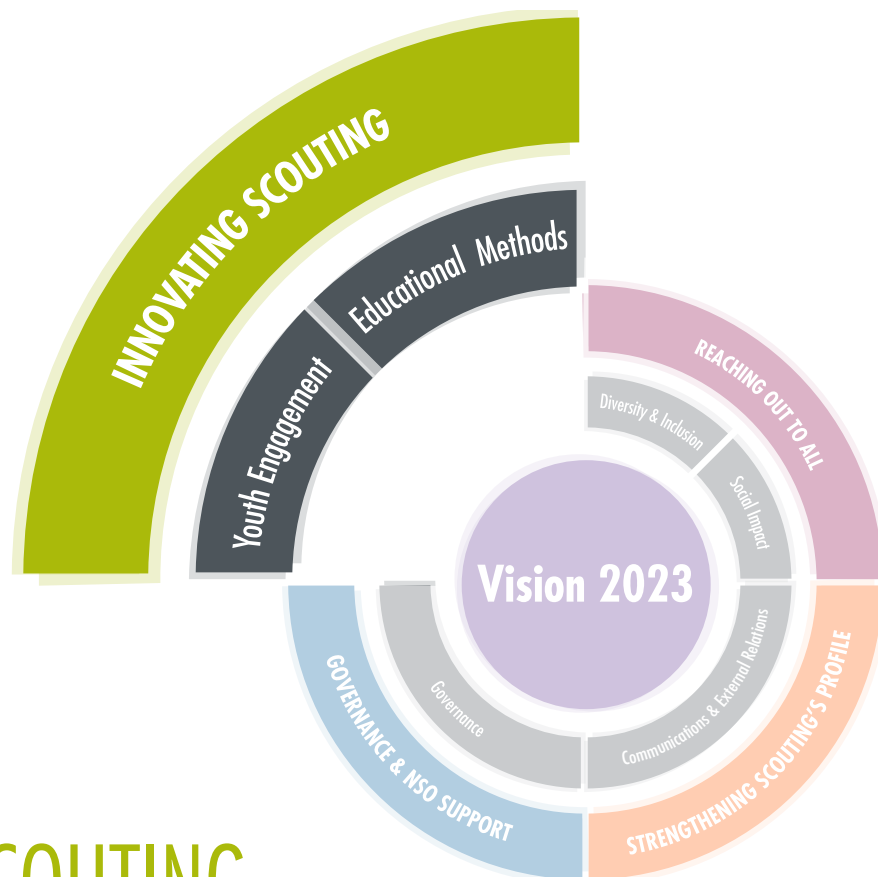 INNOVATING SCOUTING
Educational Methods
Youth Engagement
REACHING OUT TO ALL
Diversity & Inclusion
Social Impact
Vision 2023
GOVERNANCE & NSO SUPPORT
Governance
Communications & External Relations
STRENGTHENING SCOUTING'S PROFILE
SCOUTING